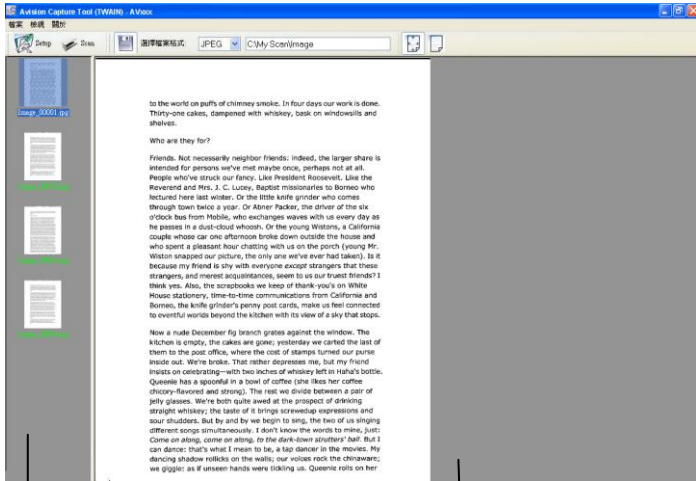 Avision Capture Tool (TWAIN) - AVxxx
檔案 檢視 關於
Setup Scan 選擇檔案格式: JPEG C:\My Scan\Image
Image_00001.jpg
to the world on puffs of chimney smoke. In four days our work is done.
Thirty-one cakes, dampened with whiskey, bask on windowsills and
shelves.
Who are they for?
Friends. Not necessarily neighbor friends: indeed, the larger share is
intended for persons we've met maybe once, perhaps not at all.
People who've struck our fancy. Like President Roosevelt. Like the
Reverend and Mrs. J. C. Lucey, Baptist missionaries to Borneo who
lectured here last winter. Or the little knife grinder who comes
through town twice a year. Or Abner Packer, the driver of the six
o'clock bus from Mobile, who exchanges waves with us every day as
he passes in a dust-cloud whoosh. Or the young Wistons, a California
couple whose car one afternoon broke down outside the house and
who spent a pleasant hour chatting with us on the porch (young Mr.
Wiston snapped our picture, the only one we've ever had taken). Is it
because my friend is shy with everyone except strangers that these
strangers, and merest acquaintances, seem to us our truest friends? I
think yes. Also, the scrapbooks we keep of thank-you's on White
House stationery, time-to-time communications from California and
Borneo, the knife grinder's penny post cards, make us feel connected
to eventful worlds beyond the kitchen with its view of a sky that stops.
Now a nude December fig branch grates against the window. The
kitchen is empty, the cakes are gone; yesterday we carted the last of
them to the post office, where the cost of stamps turned our purse
inside out. We're broke. That rather depresses me, but my friend
insists on celebrating—with two inches of whiskey left in Haha's bottle.
Queenie has a spoonful in a bowl of coffee (she likes her coffee
chicory-flavored and strong). The rest we divide between a pair of
jelly glasses. We're both quite awed at the prospect of drinking
straight whiskey; the taste of it brings screwedup expressions and
sour shudders. But by and by we begin to sing, the two of us singing
different songs simultaneously. I don't know the words to mine, just:
Come on along, come on along, to the dark-town strutters' ball. But I
can dance: that's what I mean to be, a tap dancer in the movies. My
dancing shadow rollicks on the walls; our voices rock the chinaware;
we giggle: as if unseen hands were tickling us. Queenie rolls on her